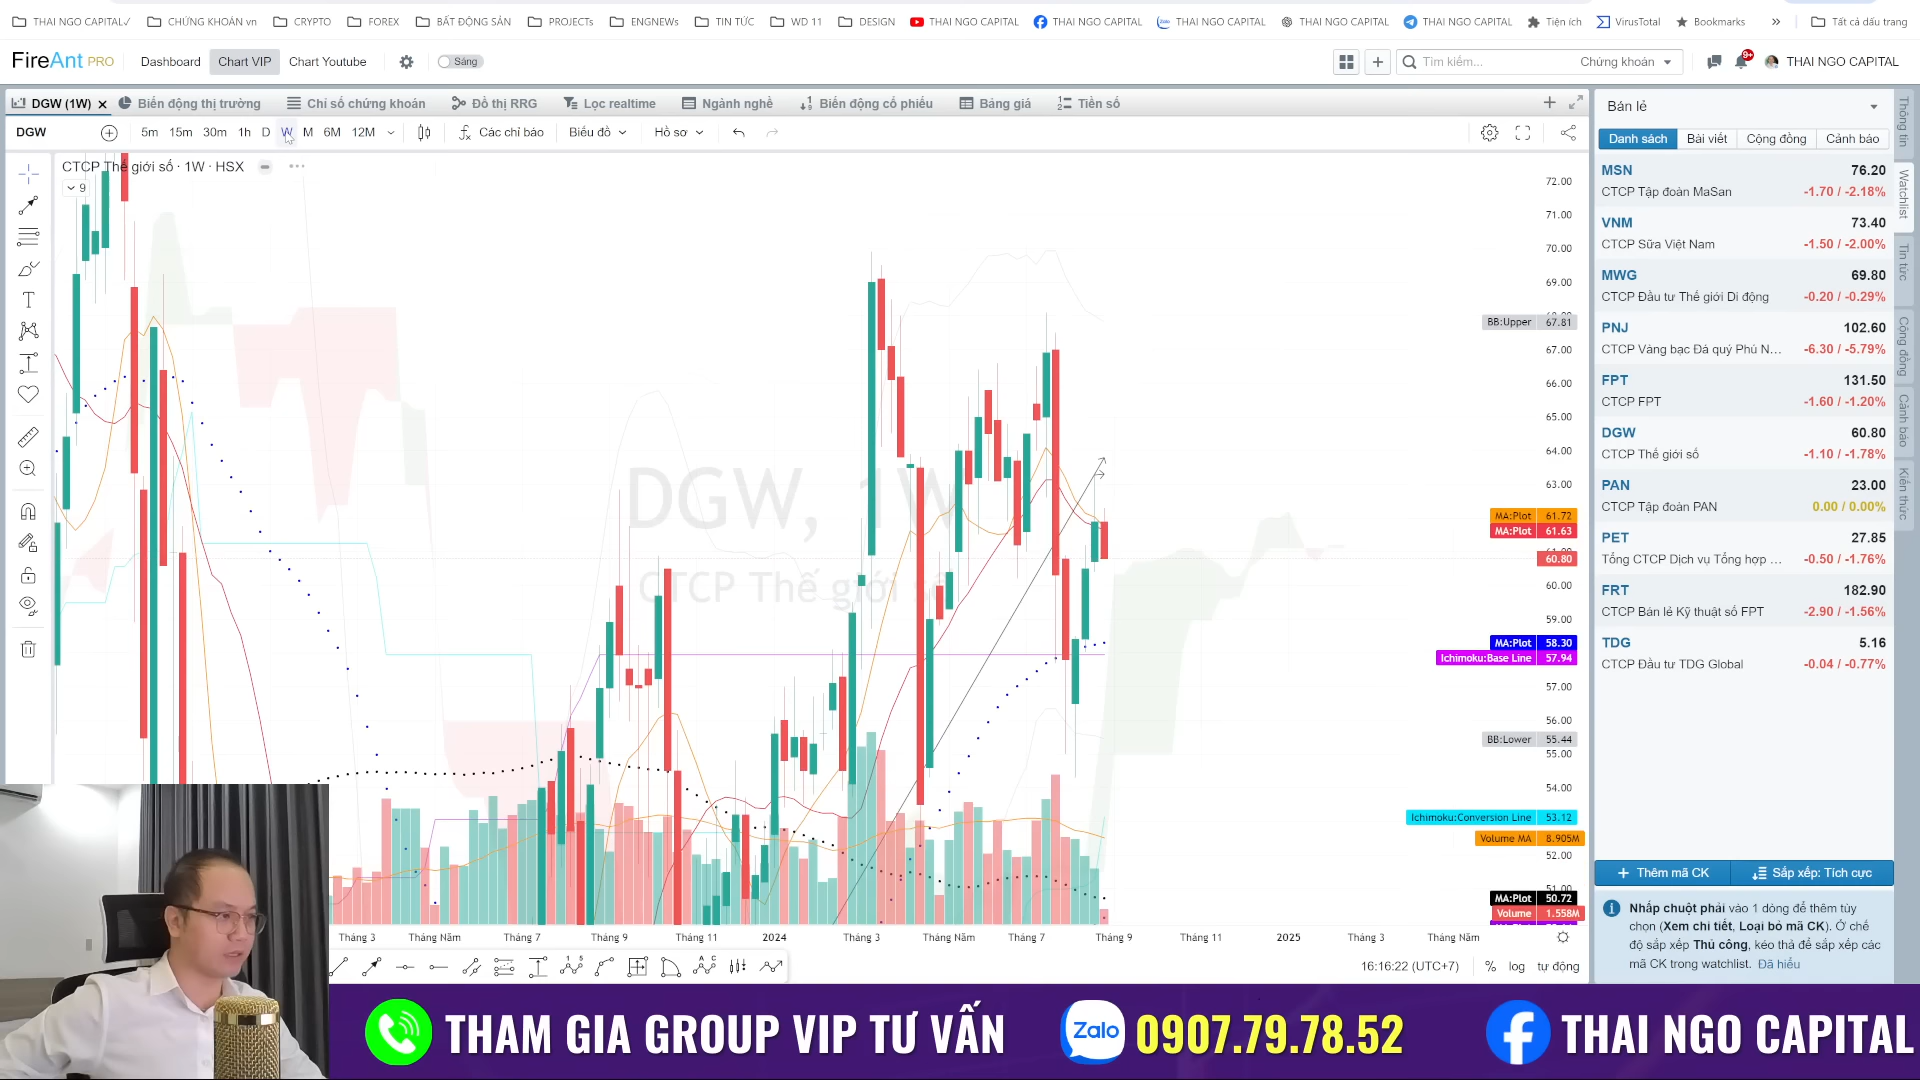 THAI NGO CAPITAL✓ CHỨNG KHOÁN vn CRYPTO FOREX BẤT ĐỘNG SẢN PROJECTs ENGNEWs TIN TỨC WD 11 DESIGN THAI NGO CAPITAL THAI NGO CAPITAL THAI NGO CAPITAL THAI NGO CAPITAL THAI NGO CAPITAL Tiện ích VirusTotal Bookmarks » Tất cả dấu trang
FireAnt PRO Dashboard Chart VIP Chart Youtube Sáng Tìm kiếm... Chứng khoán 9+ THAI NGO CAPITAL
DGW (1W) Biến động thị trường Chỉ số chứng khoán Đồ thị RRG Lọc realtime Ngành nghề Biến động cổ phiếu Bảng giá Tiền số
DGW 5m 15m 30m 1h D W M 6M 12M Các chỉ báo Biểu đồ Hồ sơ
CTCP Thế giới số · 1W · HSX
9
DGW, 1W
CTCP Thế giới số
72.00
71.00
70.00
69.00
BB:Upper 67.81
67.00
66.00
65.00
64.00
63.00
MA:Plot 61.72
MA:Plot 61.63
60.80
60.00
59.00
MA:Plot 58.30
Ichimoku:Base Line 57.94
57.00
56.00
BB:Lower 55.44
55.00
54.00
Ichimoku:Conversion Line 53.12
Volume MA 8.905M
52.00
51.00
MA:Plot 50.72
Volume 1.558M
Tháng 3 Tháng Năm Tháng 7 Tháng 9 Tháng 11 2024 Tháng 3 Tháng Năm Tháng 7 Tháng 9 Tháng 11 2025 Tháng 3 Tháng Năm
16:16:22 (UTC+7) % log tự động
Bán lẻ
Danh sách Bài viết Cộng đồng Cảnh báo
MSN 76.20
CTCP Tập đoàn MaSan -1.70 / -2.18%
VNM 73.40
CTCP Sữa Việt Nam -1.50 / -2.00%
MWG 69.80
CTCP Đầu tư Thế giới Di động -0.20 / -0.29%
PNJ 102.60
CTCP Vàng bạc Đá quý Phú N... -6.30 / -5.79%
FPT 131.50
CTCP FPT -1.60 / -1.20%
DGW 60.80
CTCP Thế giới số -1.10 / -1.78%
PAN 23.00
CTCP Tập đoàn PAN 0.00 / 0.00%
PET 27.85
Tổng CTCP Dịch vụ Tổng hợp ... -0.50 / -1.76%
FRT 182.90
CTCP Bán lẻ Kỹ thuật số FPT -2.90 / -1.56%
TDG 5.16
CTCP Đầu tư TDG Global -0.04 / -0.77%
Thêm mã CK Sắp xếp: Tích cực
Nhấp chuột phải vào 1 dòng để thêm tùy
chọn (Xem chi tiết, Loại bỏ mã CK). Ở chế
độ sắp xếp Thủ công, kéo thả để sắp xếp các
mã CK trong watchlist. Đã hiểu
Thông tin
Watchlist
Tin tức
Cộng đồng
Cảnh báo
Kiến thức
THAM GIA GROUP VIP TƯ VẤN Zalo 0907.79.78.52 THAI NGO CAPITAL